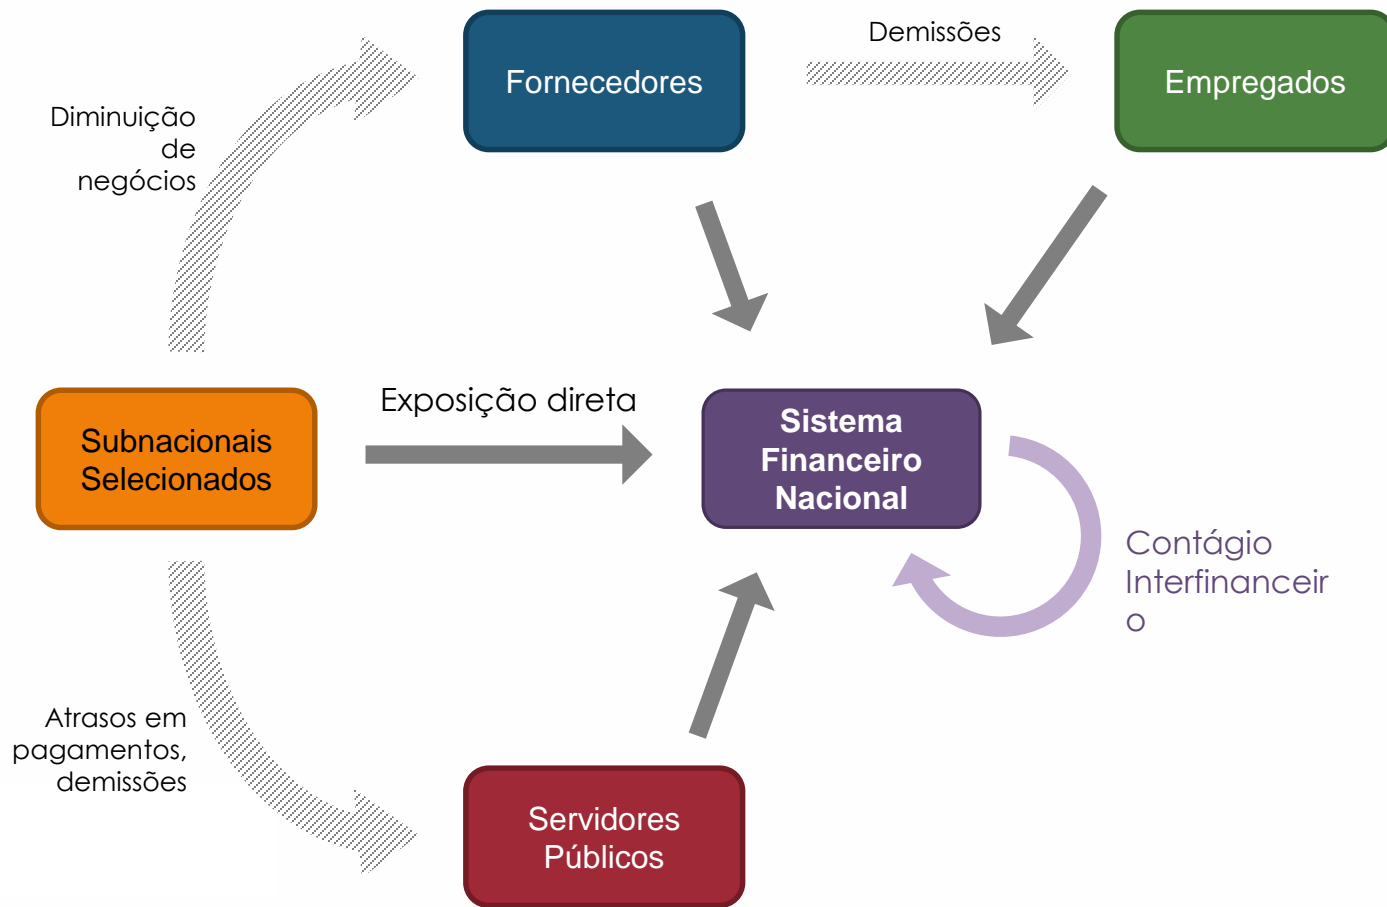 Demissões
Fornecedores
Empregados
Diminuição
de
negócios
Exposição direta
Subnacionais
Selecionados
Sistema
Financeiro
Nacional
Contágio
Interfinanceir
o
Atrasos em
pagamentos,
demissões
Servidores
Públicos